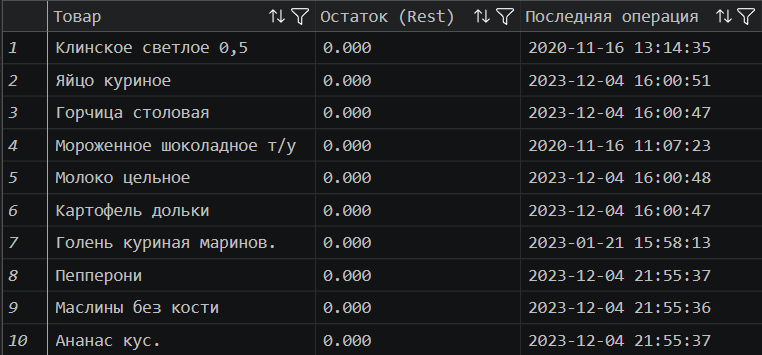 Товар Остаток (Rest) Последняя операция
1 Клинское светлое 0,5 0.000 2020-11-16 13:14:35
2 Яйцо куриное 0.000 2023-12-04 16:00:51
3 Горчица столовая 0.000 2023-12-04 16:00:47
4 Мороженное шоколадное т/у 0.000 2020-11-16 11:07:23
5 Молоко цельное 0.000 2023-12-04 16:00:48
6 Картофель дольки 0.000 2023-12-04 16:00:47
7 Голень куриная маринов. 0.000 2023-01-21 15:58:13
8 Пепперони 0.000 2023-12-04 21:55:37
9 Маслины без кости 0.000 2023-12-04 21:55:36
10 Ананас кус. 0.000 2023-12-04 21:55:37